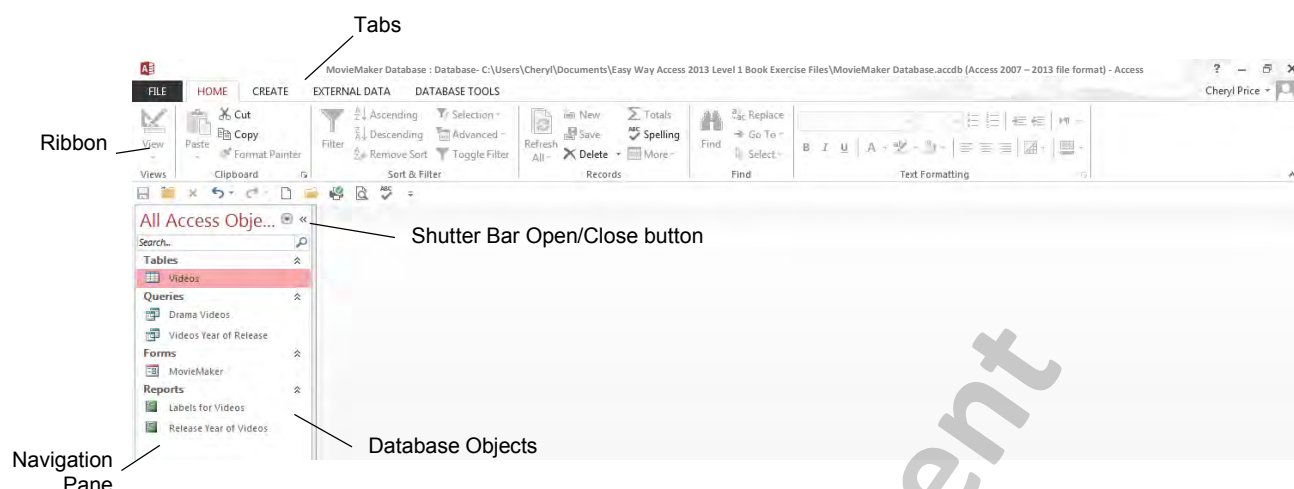 Tabs
MovieMaker Database : Database- C:\Users\Cheryl\Documents\Easy Way Access 2013 Level 1 Book Exercise Files\MovieMaker Database.accdb (Access 2007 – 2013 file format) - Access
FILE HOME CREATE EXTERNAL DATA DATABASE TOOLS Cheryl Price
Cut Ascending Selection New Totals Replace
Ribbon
Copy Descending Advanced Save Spelling Go To
View Paste Format Painter Filter Remove Sort Toggle Filter Refresh All Delete More Find Select B I U A
Views Clipboard Sort & Filter Records Find Text Formatting
ABC
All Access Obje...
Shutter Bar Open/Close button
Search...
Tables
Videos
Queries
Drama Videos
Videos Year of Release
Forms
MovieMaker
Reports
Labels for Videos
Release Year of Videos
Database Objects
Navigation
Pane
ent